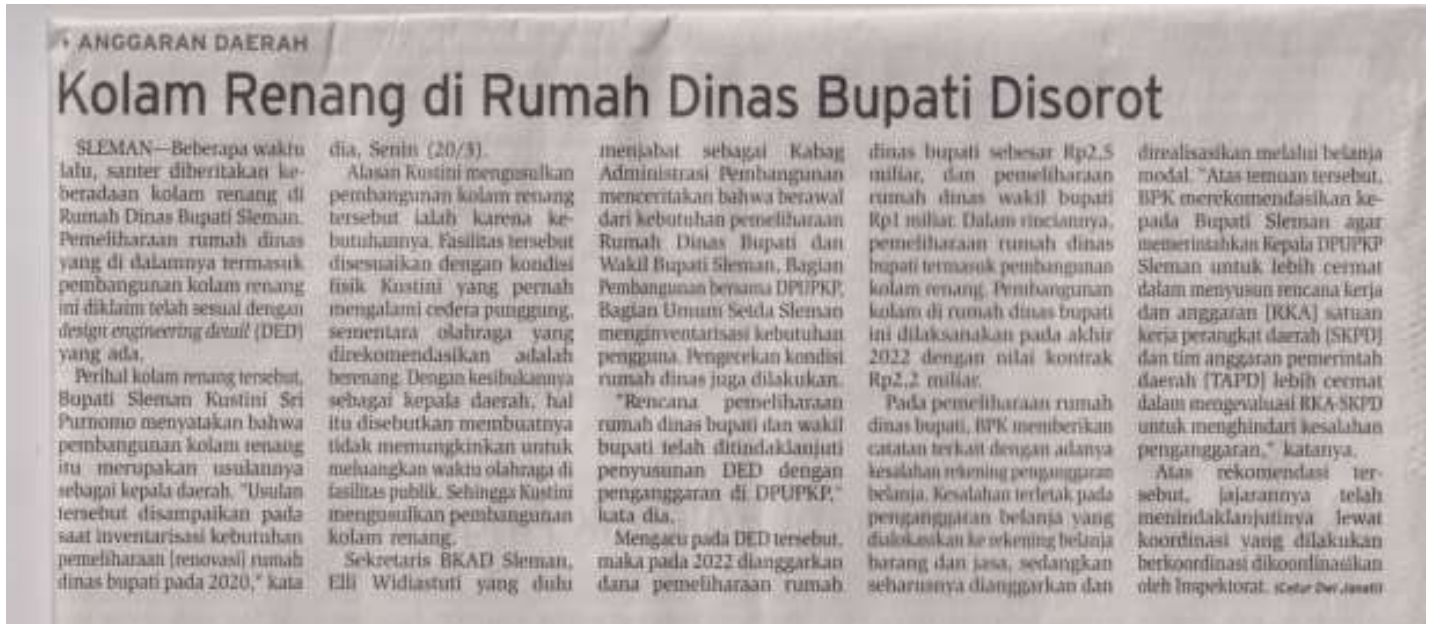 ANGGARAN DAERAH
Kolam Renang di Rumah Dinas Bupati Disorot
SLEMAN—Beberapa waktu
lalu, santer diberitakan ke-
beradaan kolam renang di
Rumah Dinas Bupati Sleman.
Pemeliharaan rumah dinas
yang di dalamnya termasuk
pembangunan kolam renang
ini diklaim telah sesuai dengan
design engineering detail (DED)
yang ada.
Perihal kolam renang tersebut,
Bupati Sleman Kustini Sri
Purnomo menyatakan bahwa
pembangunan kolam renang
itu merupakan usulannya
sebagai kepala daerah. "Usulan
tersebut disampaikan pada
saat inventarisasi kebutuhan
pemeliharaan [renovasi] rumah
dinas bupati pada 2020," kata
dia, Senin (20/3).
Alasan Kustini mengusulkan
pembangunan kolam renang
tersebut ialah karena ke-
butuhannya. Fasilitas tersebut
disesuaikan dengan kondisi
fisik Kustini yang pernah
mengalami cedera punggung,
sementara olahraga yang
direkomendasikan adalah
berenang. Dengan kesibukannya
sebagai kepala daerah, hal
itu disebutkan membuatnya
tidak memungkinkan untuk
meluangkan waktu olahraga di
fasilitas publik. Sehingga Kustini
mengusulkan pembangunan
kolam renang.
Sekretaris BKAD Sleman,
Elli Widiastuti yang dulu
menjabat sebagai Kabag
Administrasi Pembangunan
menceritakan bahwa berawal
dari kebutuhan pemeliharaan
Rumah Dinas Bupati dan
Wakil Bupati Sleman, Bagian
Pembangunan bersama DPUPKP,
Bagian Umum Setda Sleman
menginventarisasi kebutuhan
pengguna. Pengecekan kondisi
rumah dinas juga dilakukan.
"Rencana pemeliharaan
rumah dinas bupati dan wakil
bupati telah ditindaklanjuti
penyusunan DED dengan
penganggaran di DPUPKP,"
kata dia.
Mengacu pada DED tersebut,
maka pada 2022 dianggarkan
dana pemeliharaan rumah
dinas bupati sebesar Rp2,5
miliar, dan pemeliharaan
rumah dinas wakil bupati
Rp1 miliar. Dalam rinciannya,
pemeliharaan rumah dinas
bupati termasuk pembangunan
kolam renang. Pembangunan
kolam di rumah dinas bupati
ini dilaksanakan pada akhir
2022 dengan nilai kontrak
Rp2,2 miliar.
Pada pemeliharaan rumah
dinas bupati, BPK memberikan
catatan terkait dengan adanya
kesalahan rekening penganggaran
belanja. Kesalahan terletak pada
penganggaran belanja yang
dialokasikan ke rekening belanja
barang dan jasa, sedangkan
seharusnya dianggarkan dan
direalisasikan melalui belanja
modal. "Atas temuan tersebut,
BPK merekomendasikan ke-
pada Bupati Sleman agar
memerintahkan Kepala DPUPKP
Sleman untuk lebih cermat
dalam menyusun rencana kerja
dan anggaran [RKA] satuan
kerja perangkat daerah [SKPD]
dan tim anggaran pemerintah
daerah [TAPD] lebih cermat
dalam mengevaluasi RKA-SKPD
untuk menghindari kesalahan
penganggaran," katanya.
Atas rekomendasi ter-
sebut, jajarannya telah
menindaklanjutinya lewat
koordinasi yang dilakukan
berkoordinasi dikoordinasikan
oleh Inspektorat. (Catur Dwi Janati)